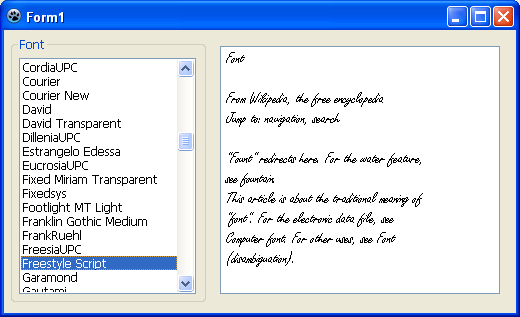 Form1
Font
CordiaUPC
Courier
Courier New
David
David Transparent
DilleniaUPC
Estrangelo Edessa
EucrosiaUPC
Fixed Miriam Transparent
Fixedsys
Footlight MT Light
Franklin Gothic Medium
FrankRuehl
FreesiaUPC
Freestyle Script
Garamond
Gautami
Font
From Wikipedia, the free encyclopedia
Jump to: navigation, search
"Fount" redirects here. For the water feature,
see fountain.
This article is about the traditional meaning of
"font". For the electronic data file, see
Computer font. For other uses, see Font
(disambiguation).